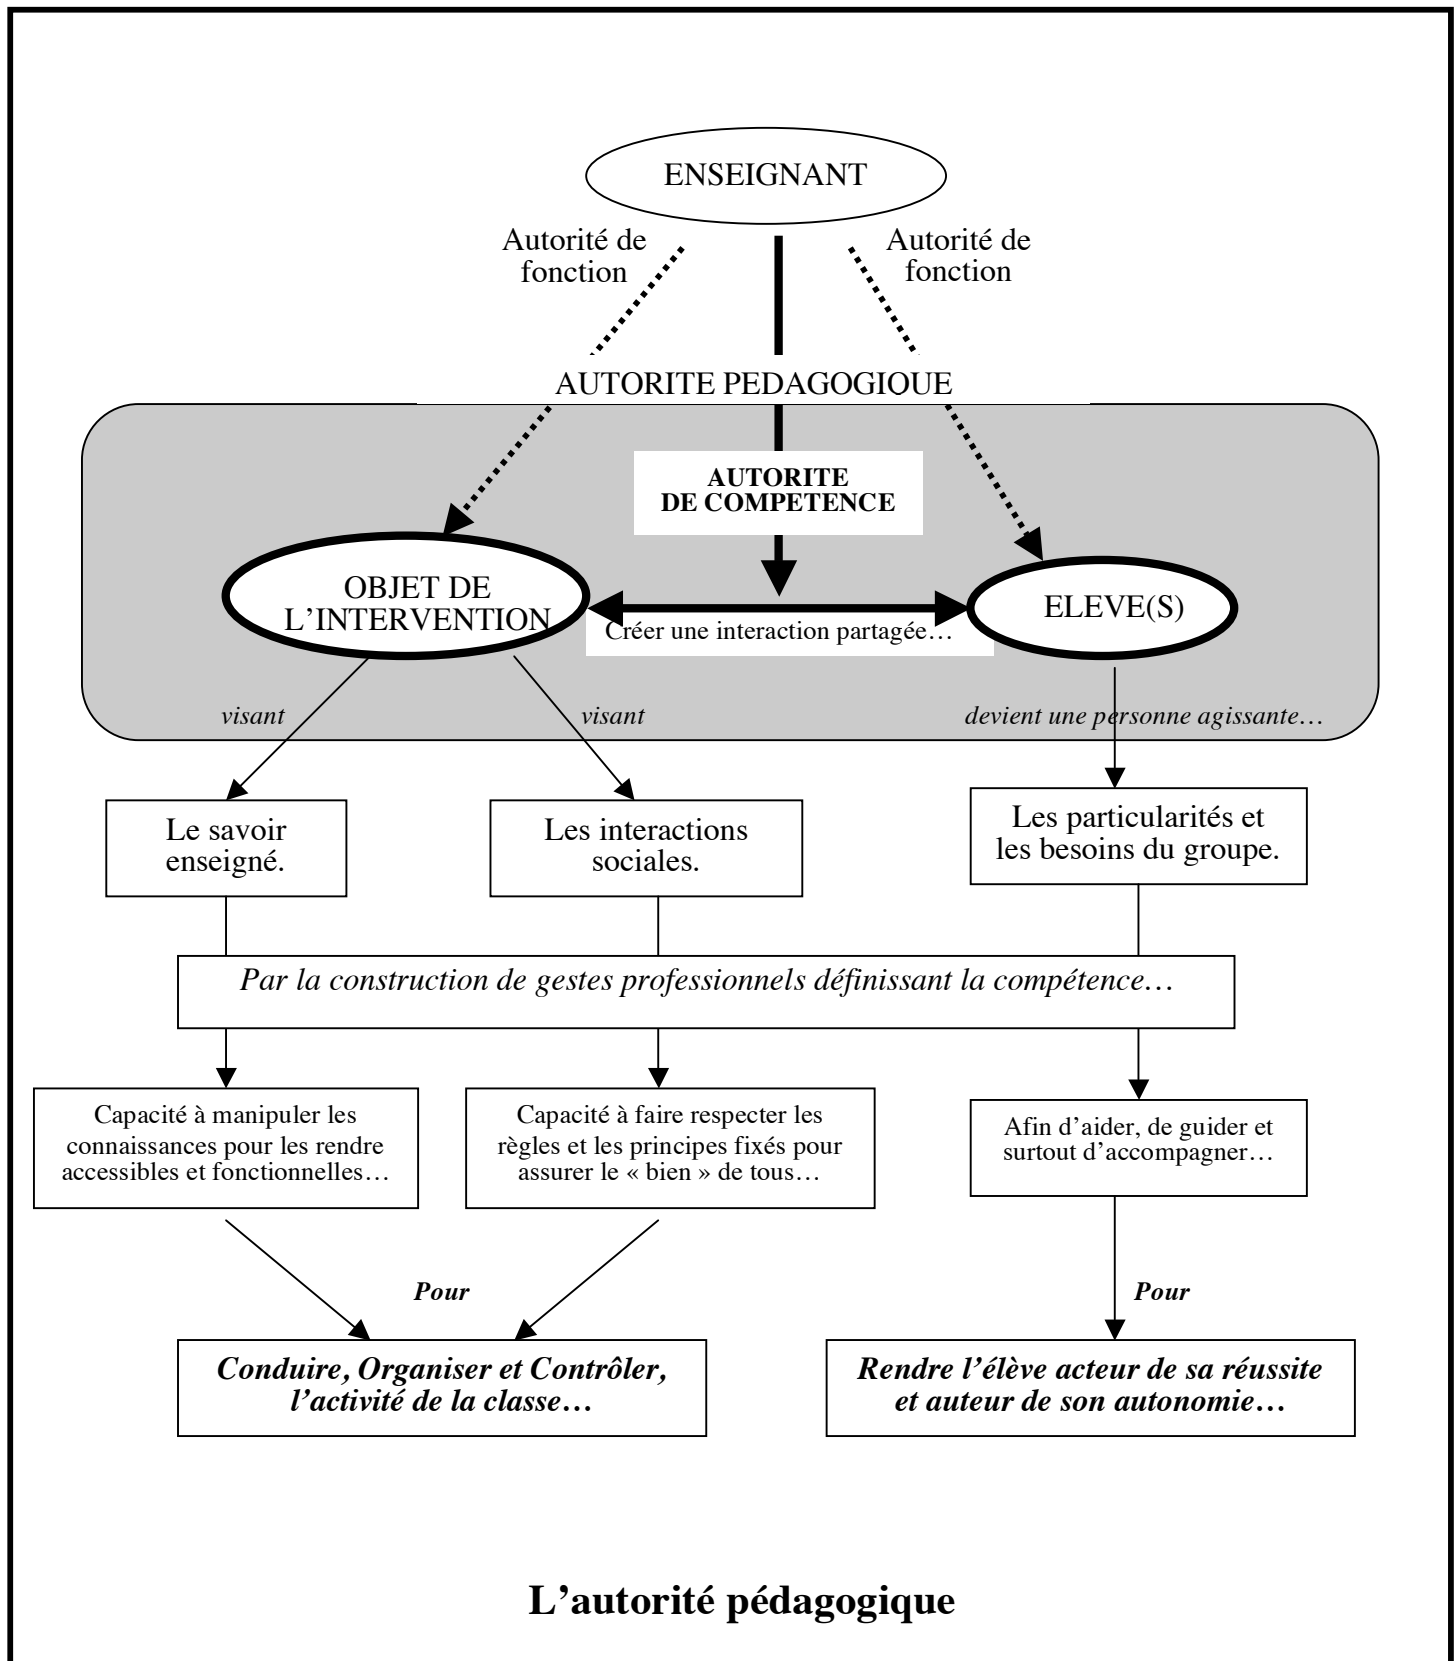 ENSEIGNANT
Autorité de
fonction
Autorité de
fonction
AUTORITE PEDAGOGIQUE
AUTORITE
DE COMPETENCE
OBJET DE
L’INTERVENTION
ELEVE(S)
Créer une interaction partagée…
visant
visant
devient une personne agissante…
Le savoir
enseigné.
Les interactions
sociales.
Les particularités et
les besoins du groupe.
Par la construction de gestes professionnels définissant la compétence…
Capacité à manipuler les
connaissances pour les rendre
accessibles et fonctionnelles…
Capacité à faire respecter les
règles et les principes fixés pour
assurer le « bien » de tous…
Afin d’aider, de guider et
surtout d’accompagner…
Pour
Pour
Conduire, Organiser et Contrôler,
l’activité de la classe…
Rendre l’élève acteur de sa réussite
et auteur de son autonomie…
L’autorité pédagogique